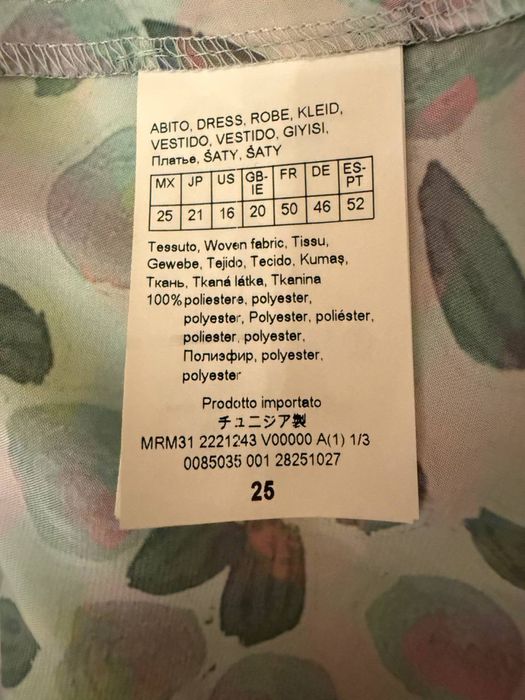 ABITO, DRESS, ROBE, KLEID,
VESTIDO, VESTIDO, GIYISI,
Платье, ŚATY, ŚATY
MX JP US GB-IE FR DE ES-PT
25 21 16 20 50 46 52
Tessuto, Woven fabric, Tissu,
Gewebe, Tejido, Tecido, Kumaş,
Ткань, Tkaná látka, Tkanina
100% poliestere, polyester,
polyester, Polyester, poliéster,
poliester, polyester,
Полиэфир, polyester,
polyester
Prodotto importato
チュニジア製
MRM31 2221243 V00000 A(1) 1/3
0085035 001 28251027
25